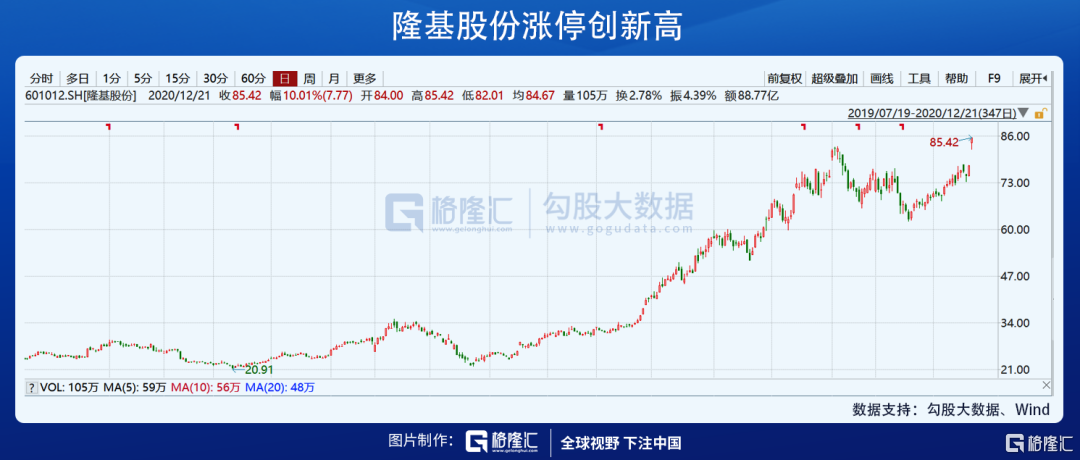 隆基股份涨停创新高
分时 多日 1分 5分 15分 30分 60分 日 周 月 更多 前复权 超级叠加 画线 工具 帮助 F9 展开
601012.SH[隆基股份] 2020/12/21 收85.42 幅10.01%(7.77) 开84.00 高85.42 低82.01 均84.67 量105万 换2.78% 振4.39% 额88.77亿
2019/07/19-2020/12/21(347日)
86.00
85.42
73.00
格隆汇 勾股大数据
www.gelonghui.com www.gogudata.com
60.00
47.00
34.00
20.91
21.00
? VOL: 105万 MA(5): 59万 MA(10): 56万 MA(20): 48万
数据支持：勾股大数据、Wind
图片制作： 格隆汇 www.gelonghui.com 全球视野 下注中国
格隆汇